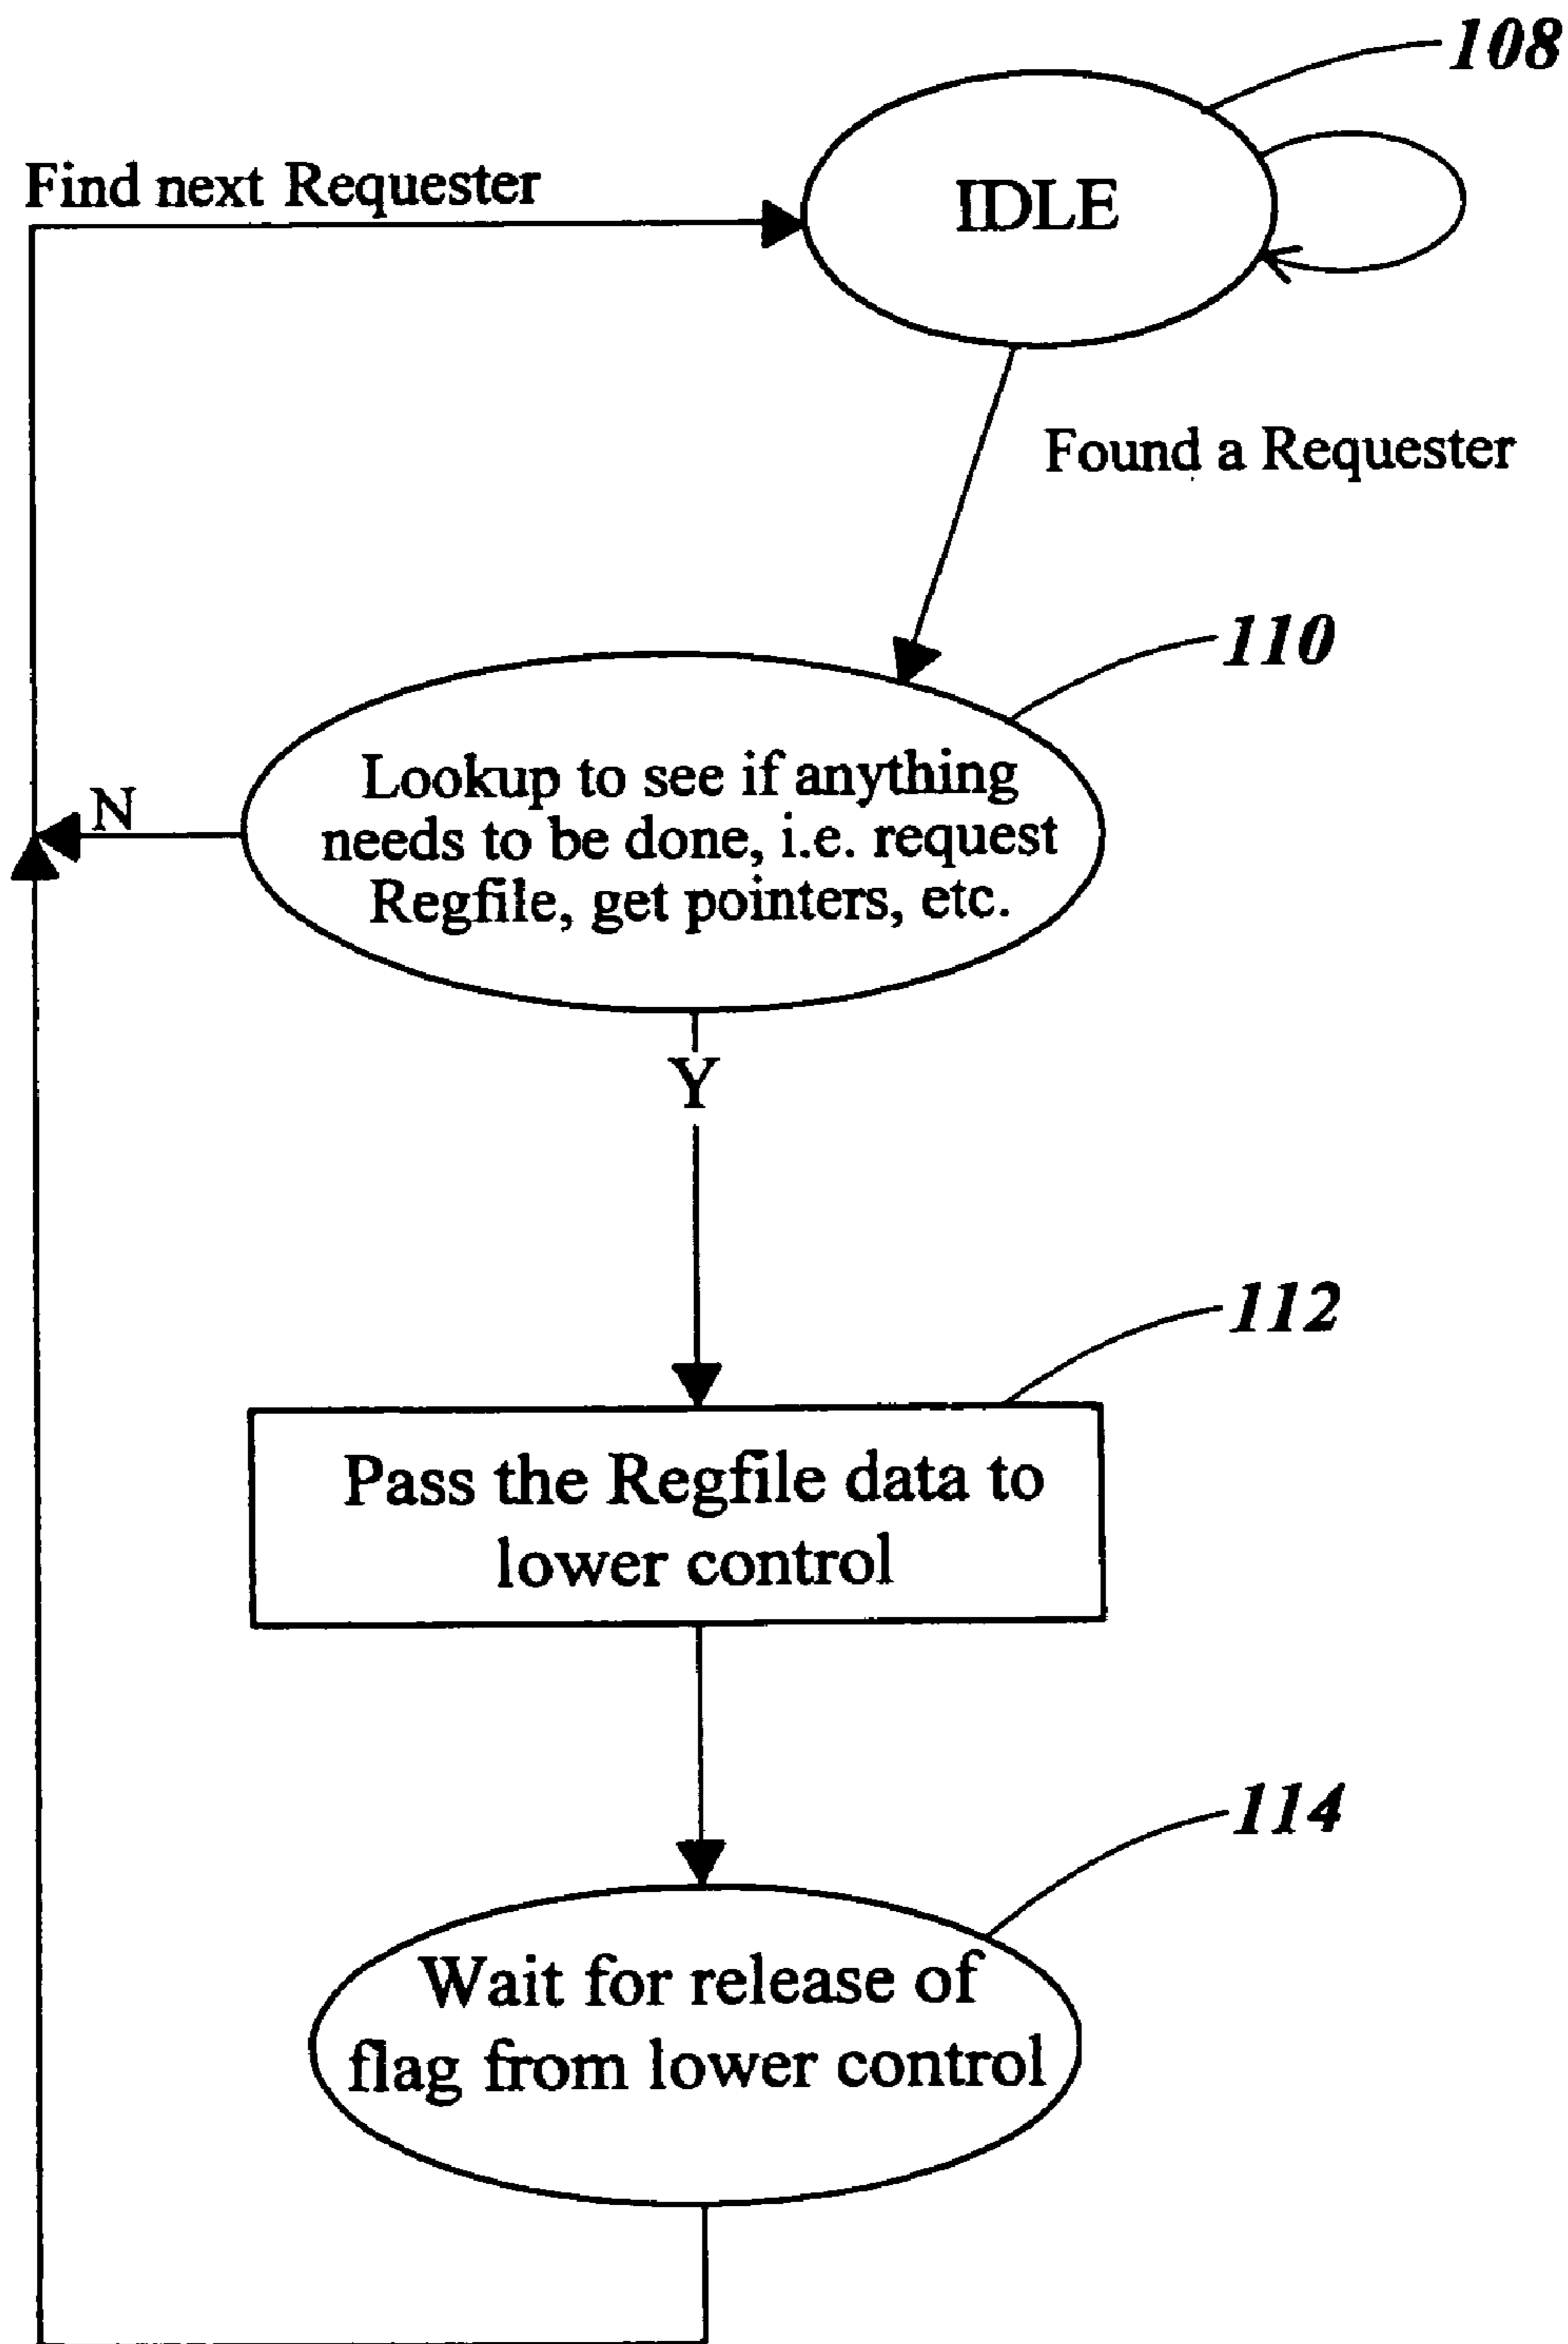 108
Find next Requester
IDLE
Found a Requester
110
Lookup to see if anything
needs to be done, i.e. request
Regfile, get pointers, etc.
N
Y
112
Pass the Regfile data to
lower control
114
Wait for release of
flag from lower control